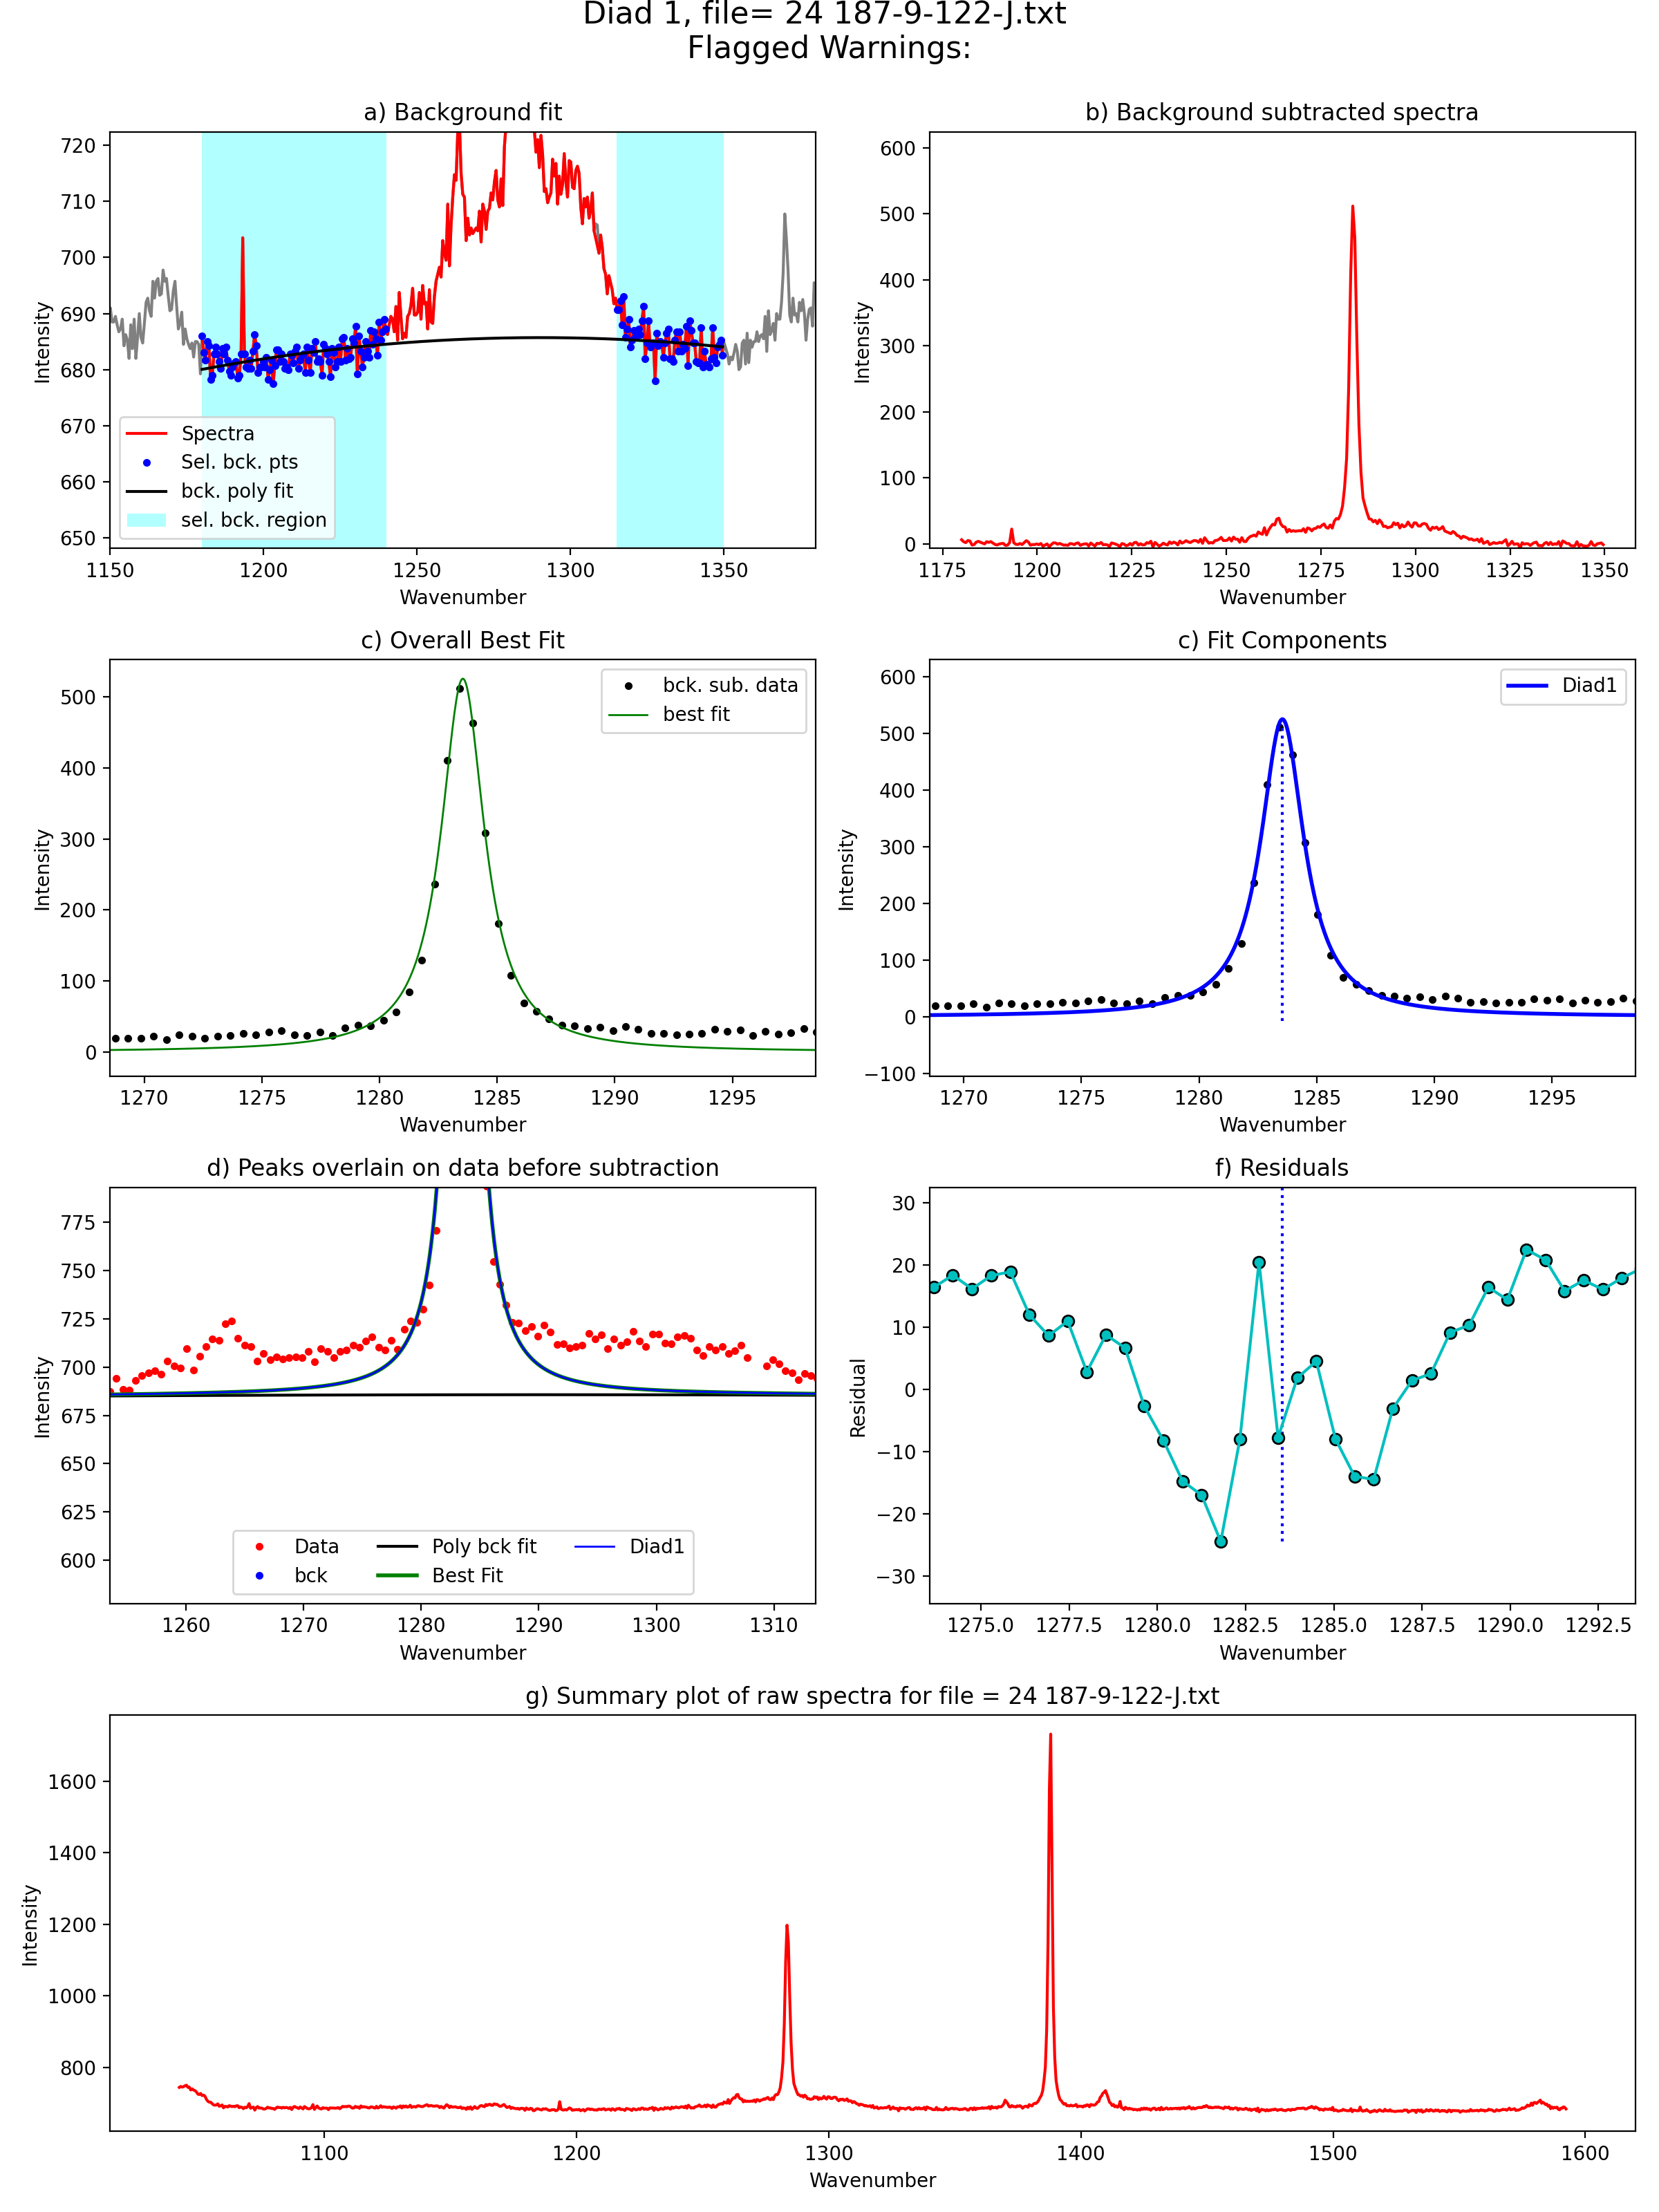 Diad 1, file= 24 187-9-122-J.txt
Flagged Warnings:
a) Background fit
Intensity
720
710
700
690
680
670
660
650
Spectra
Sel. bck. pts
bck. poly fit
sel. bck. region
1150 1200 1250 1300 1350
Wavenumber
b) Background subtracted spectra
Intensity
600
500
400
300
200
100
0
1175 1200 1225 1250 1275 1300 1325 1350
Wavenumber
c) Overall Best Fit
Intensity
500
400
300
200
100
0
bck. sub. data
best fit
1270 1275 1280 1285 1290 1295
Wavenumber
c) Fit Components
Intensity
600
500
400
300
200
100
0
−100
Diad1
1270 1275 1280 1285 1290 1295
Wavenumber
d) Peaks overlain on data before subtraction
Intensity
775
750
725
700
675
650
625
600
Data Poly bck fit Diad1
bck Best Fit
1260 1270 1280 1290 1300 1310
Wavenumber
f) Residuals
Residual
30
20
10
0
−10
−20
−30
1275.0 1277.5 1280.0 1282.5 1285.0 1287.5 1290.0 1292.5
Wavenumber
g) Summary plot of raw spectra for file = 24 187-9-122-J.txt
Intensity
1600
1400
1200
1000
800
1100 1200 1300 1400 1500 1600
Wavenumber